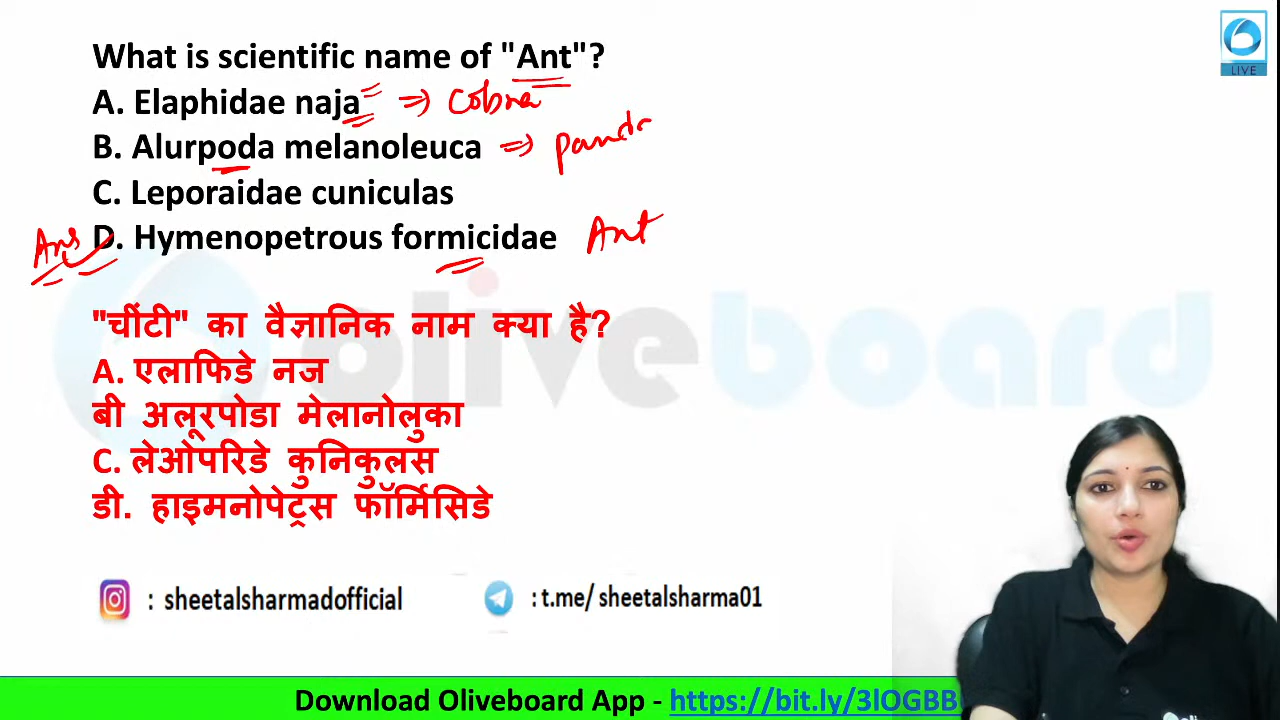 LIVE
What is scientific name of "Ant"?
A. Elaphidae naja => Cobra
B. Alurpoda melanoleuca => panda
C. Leporaidae cuniculas
Ans D. Hymenopetrous formicidae Ant
"चींटी" का वैज्ञानिक नाम क्या है?
A. एलाफिडे नज
बी अलूरपोडा मेलानोलुका
C. लेओपरिडे कुनिकुलस
डी. हाइमनोपेट्रस फॉर्मिसिडे
oliveboard
: sheetalsharmadofficial
: t.me/ sheetalsharma01
Download Oliveboard App - https://bit.ly/3lOGBB